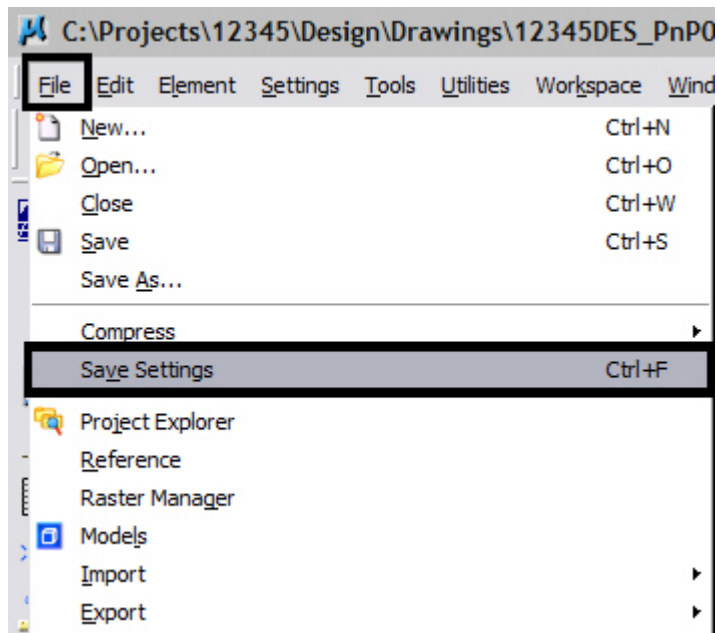 C:\Projects\12345\Design\Drawings\12345DES_PnP0
File Edit Element Settings Tools Utilities Workspace Wind
New... Ctrl+N
Open... Ctrl+O
Close Ctrl+W
Save Ctrl+S
Save As...
Compress
Save Settings Ctrl+F
Project Explorer
Reference
Raster Manager
Models
Import
Export